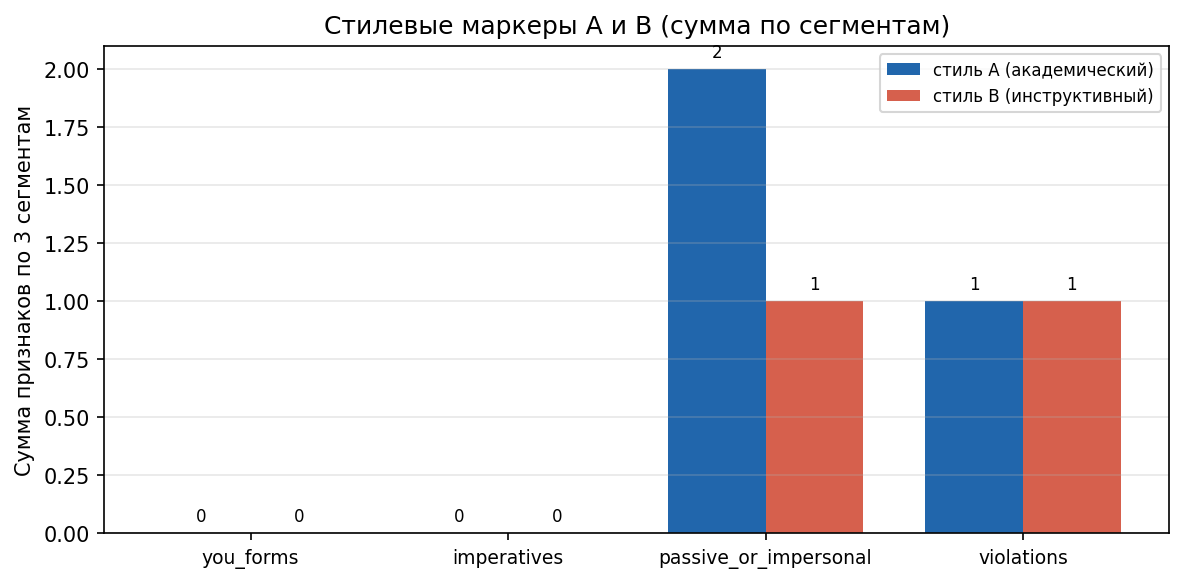 Стилевые маркеры A и B (сумма по сегментам)
стиль A (академический)
стиль B (инструктивный)
Сумма признаков по 3 сегментам
2.00
1.75
1.50
1.25
1.00
0.75
0.50
0.25
0.00
0 0 0 0 2 1 1 1
you_forms imperatives passive_or_impersonal violations